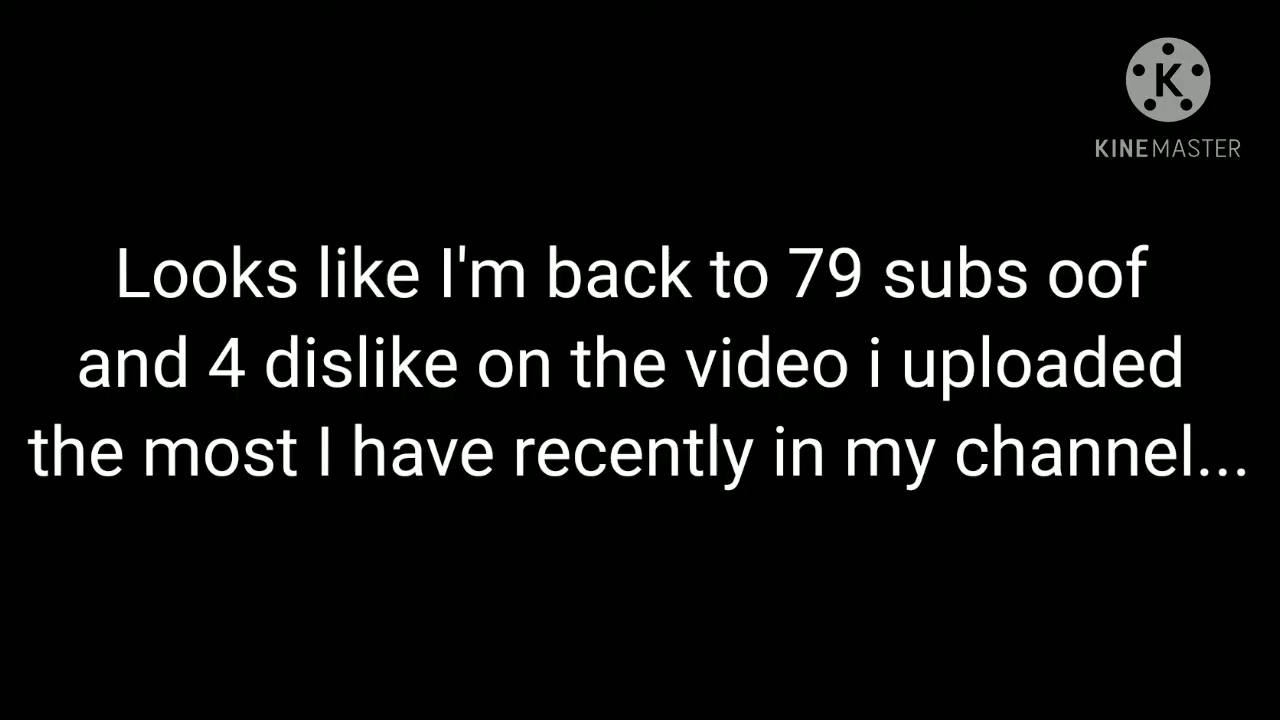 K
KINEMASTER
Looks like I'm back to 79 subs oof
and 4 dislike on the video i uploaded
the most I have recently in my channel...